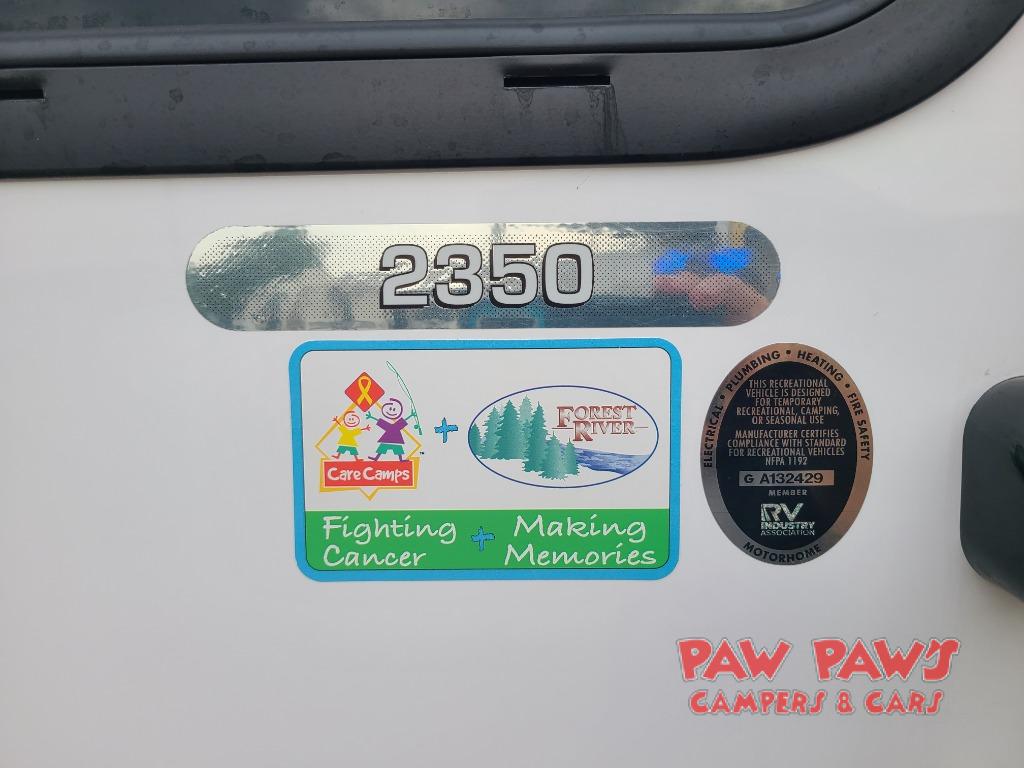 2350
Care Camps™
+
FOREST
RIVER
Fighting + Making
Cancer Memories
ELECTRICAL • PLUMBING • HEATING • FIRE SAFETY
THIS RECREATIONAL
VEHICLE IS DESIGNED
FOR TEMPORARY
RECREATIONAL, CAMPING,
OR SEASONAL USE
MANUFACTURER CERTIFIES
COMPLIANCE WITH STANDARD
FOR RECREATIONAL VEHICLES
NFPA 1192
G A132429
MEMBER
RV
INDUSTRY
ASSOCIATION
MOTORHOME
PAW PAW'S
CAMPERS & CARS